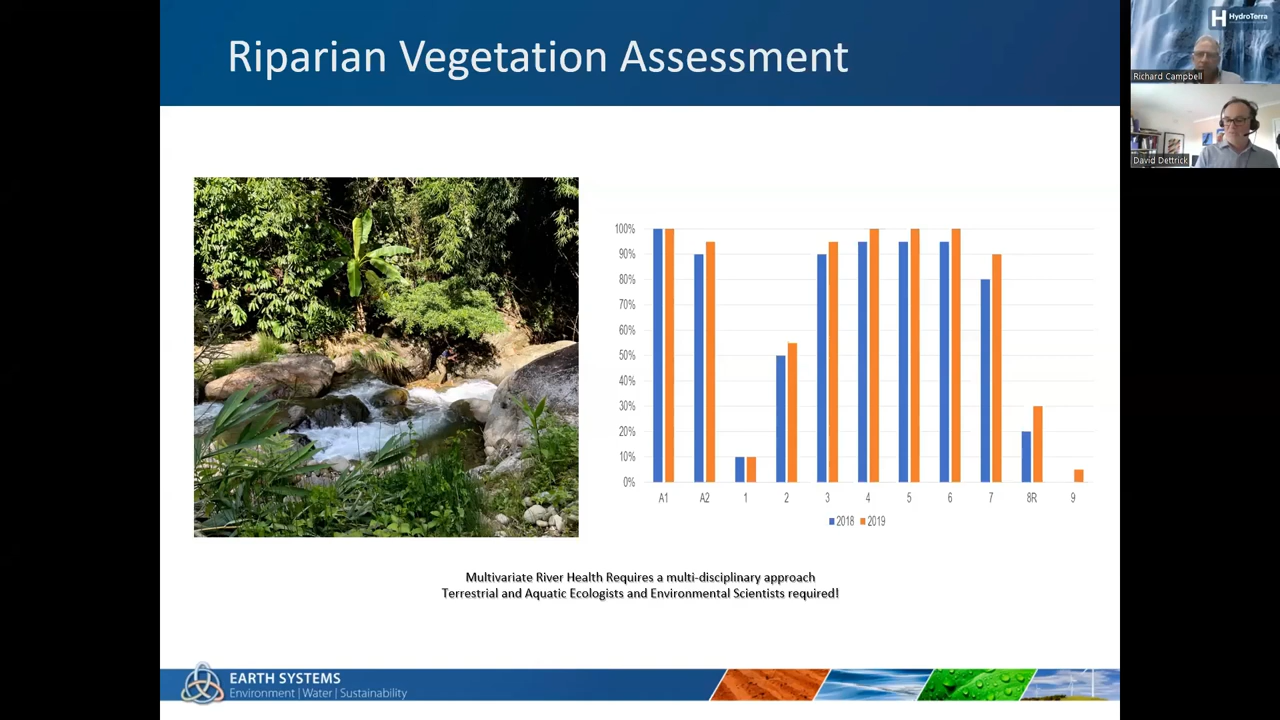 Riparian Vegetation Assessment
HydroTerra
Richard Campbell
David Dettrick
100%
90%
80%
70%
60%
50%
40%
30%
20%
10%
0%
A1 A2 1 2 3 4 5 6 7 8R 9
2018 2019
Multivariate River Health Requires a multi-disciplinary approach
Terrestrial and Aquatic Ecologists and Environmental Scientists required!
EARTH SYSTEMS
Environment | Water | Sustainability